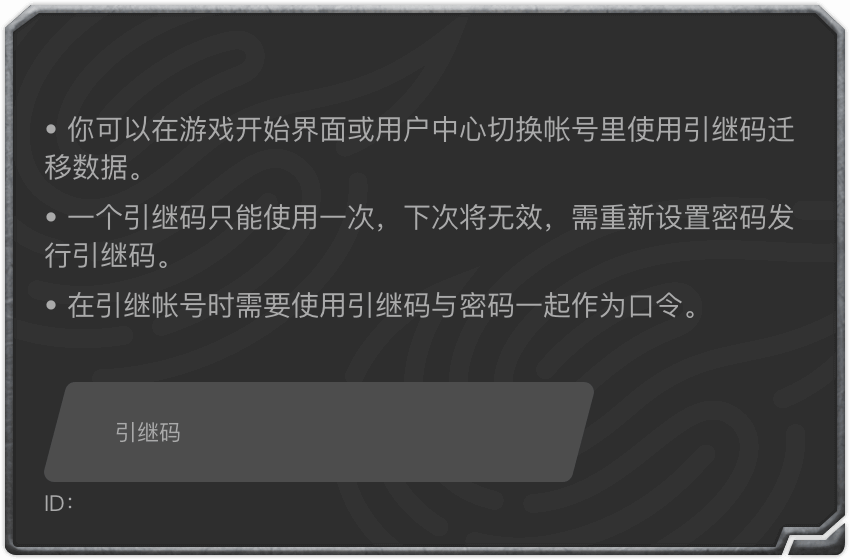 • 你可以在游戏开始界面或用户中心切换帐号里使用引继码迁
移数据。
• 一个引继码只能使用一次，下次将无效，需重新设置密码发
行引继码。
• 在引继帐号时需要使用引继码与密码一起作为口令。
引继码
ID：